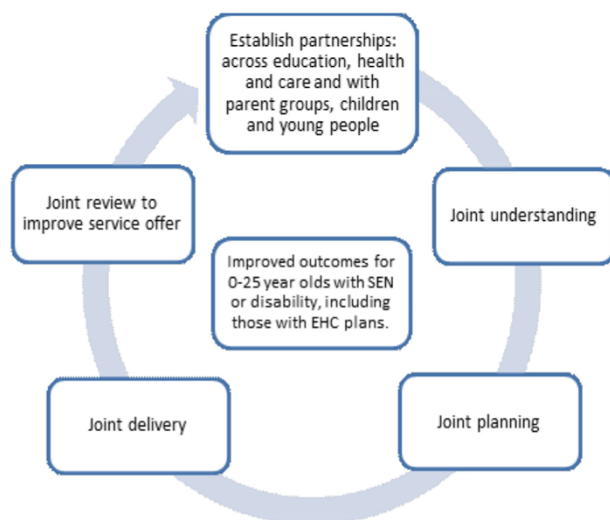 Establish partnerships:
across education, health
and care and with
parent groups, children
and young people
Joint understanding
Joint planning
Joint delivery
Joint review to
improve service offer
Improved outcomes for
0-25 year olds with SEN
or disability, including
those with EHC plans.